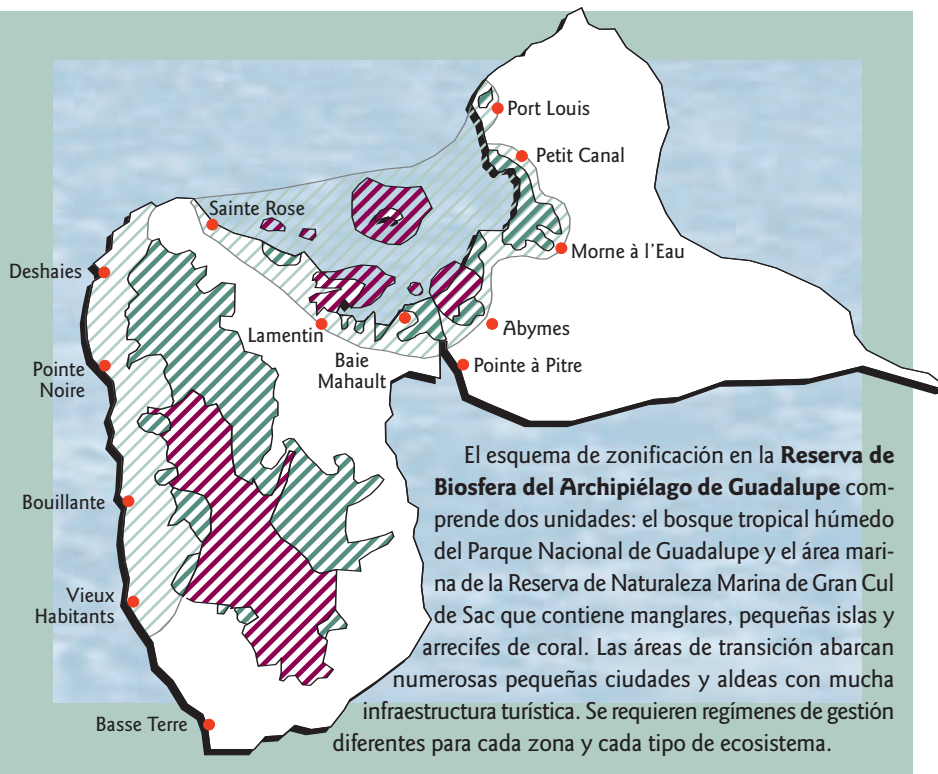 Port Louis
Petit Canal
Sainte Rose
Morne à l'Eau
Deshaies
Lamentin
Abymes
Baie
Mahault
Pointe à Pitre
Pointe
Noire
Bouillante
Vieux
Habitants
Basse Terre
El esquema de zonificación en la Reserva de
Biosfera del Archipiélago de Guadalupe com-
prende dos unidades: el bosque tropical húmedo
del Parque Nacional de Guadalupe y el área mari-
na de la Reserva de Naturaleza Marina de Gran Cul
de Sac que contiene manglares, pequeñas islas y
arrecifes de coral. Las áreas de transición abarcan
numerosas pequeñas ciudades y aldeas con mucha
infraestructura turística. Se requieren regímenes de gestión
diferentes para cada zona y cada tipo de ecosistema.